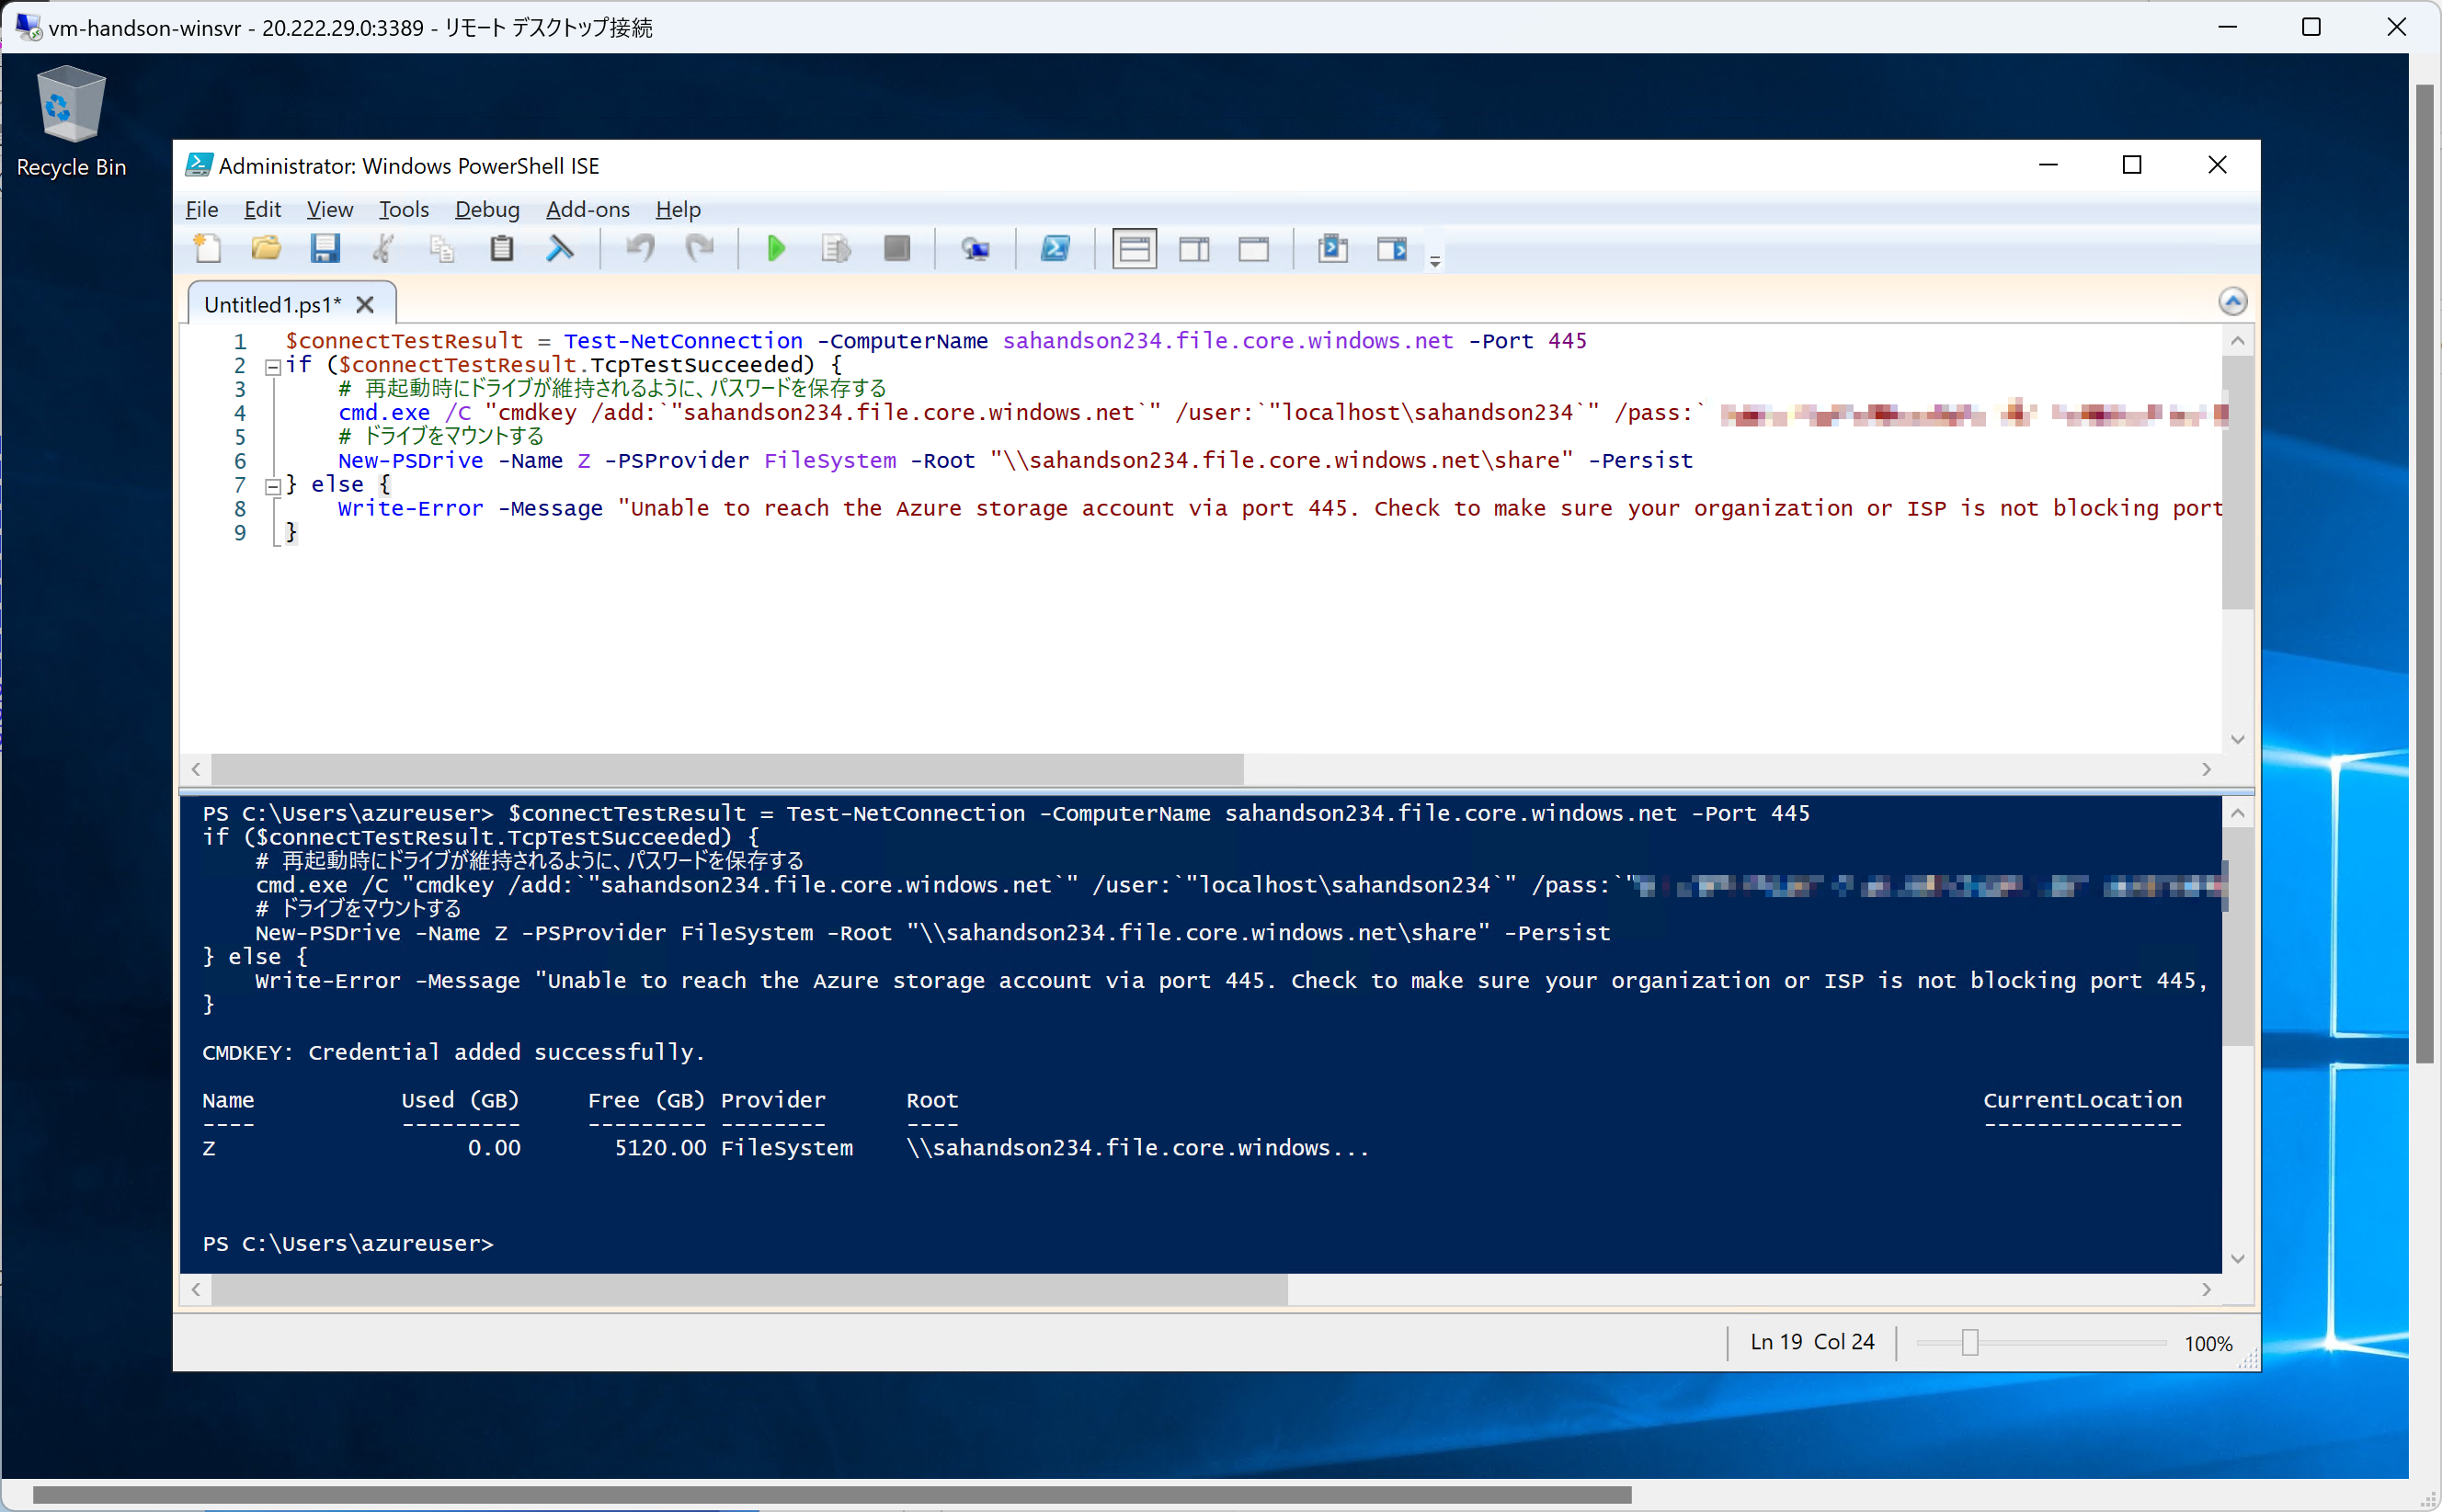 vm-handson-winsvr - 20.222.29.0:3389 - リモート デスクトップ接続
Recycle Bin
Administrator: Windows PowerShell ISE
File Edit View Tools Debug Add-ons Help
Untitled1.ps1*
1 $connectTestResult = Test-NetConnection -ComputerName sahandson234.file.core.windows.net -Port 445
2 if ($connectTestResult.TcpTestSucceeded) {
3 # 再起動時にドライブが維持されるように、パスワードを保存する
4 cmd.exe /C "cmdkey /add:`"sahandson234.file.core.windows.net`" /user:`"localhost\sahandson234`" /pass:`
5 # ドライブをマウントする
6 New-PSDrive -Name Z -PSProvider FileSystem -Root "\\sahandson234.file.core.windows.net\share" -Persist
7 } else {
8 Write-Error -Message "Unable to reach the Azure storage account via port 445. Check to make sure your organization or ISP is not blocking port
9 }
PS C:\Users\azureuser> $connectTestResult = Test-NetConnection -ComputerName sahandson234.file.core.windows.net -Port 445
if ($connectTestResult.TcpTestSucceeded) {
# 再起動時にドライブが維持されるように、パスワードを保存する
cmd.exe /C "cmdkey /add:`"sahandson234.file.core.windows.net`" /user:`"localhost\sahandson234`" /pass:`"
# ドライブをマウントする
New-PSDrive -Name Z -PSProvider FileSystem -Root "\\sahandson234.file.core.windows.net\share" -Persist
} else {
Write-Error -Message "Unable to reach the Azure storage account via port 445. Check to make sure your organization or ISP is not blocking port 445,
}
CMDKEY: Credential added successfully.
Name Used (GB) Free (GB) Provider Root CurrentLocation
---- --------- --------- -------- ---- ---------------
Z 0.00 5120.00 FileSystem \\sahandson234.file.core.windows...
PS C:\Users\azureuser>
Ln 19 Col 24 100%